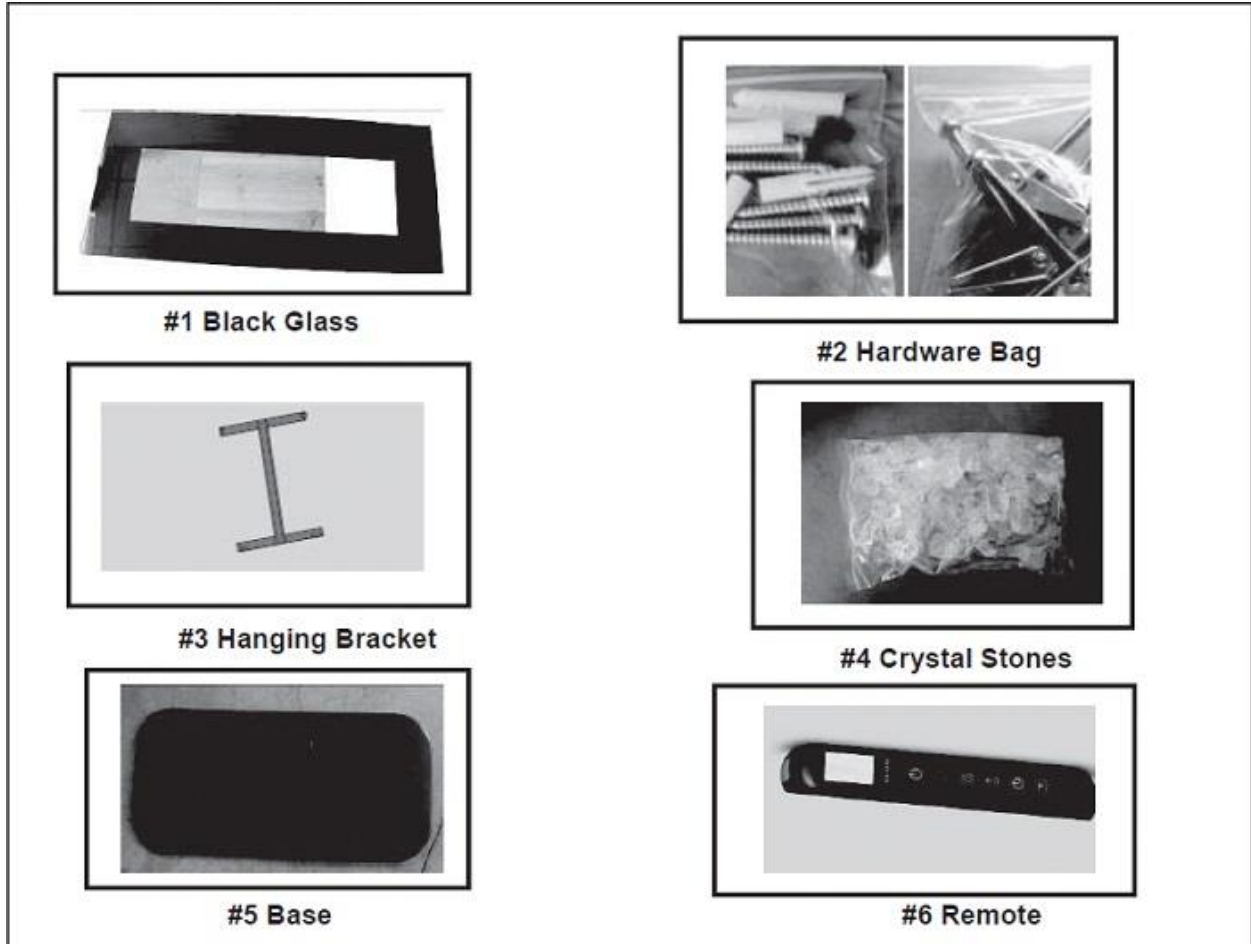 #1 Black Glass
#2 Hardware Bag
#3 Hanging Bracket
#4 Crystal Stones
#5 Base
#6 Remote